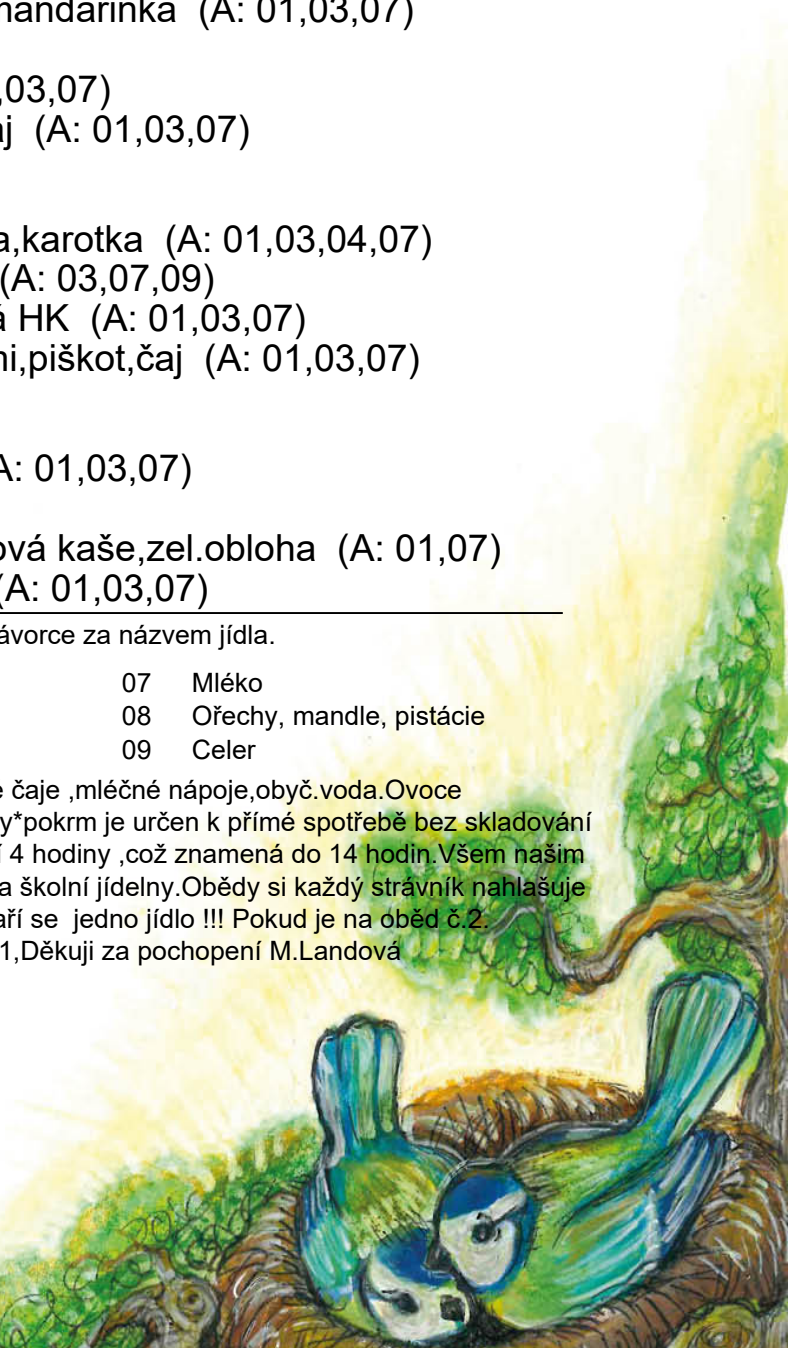 mandarinka (A: 01,03,07)
,03,07)
aj (A: 01,03,07)
a,karotka (A: 01,03,04,07)
(A: 03,07,09)
á HK (A: 01,03,07)
ni,piškot,čaj (A: 01,03,07)
A: 01,03,07)
ová kaše,zel.obloha (A: 01,07)
(A: 01,03,07)
ávorce za názvem jídla.
07 Mléko
08 Ořechy, mandle, pistácie
09 Celer
e čaje ,mléčné nápoje,obyč.voda.Ovoce
y*pokrm je určen k přímé spotřebě bez skladování
í 4 hodiny ,což znamená do 14 hodin.Všem našim
a školní jídelny.Obědy si každý strávník nahlašuje
aří se jedno jídlo !!! Pokud je na oběd č.2.
1,Děkuji za pochopení M.Landová